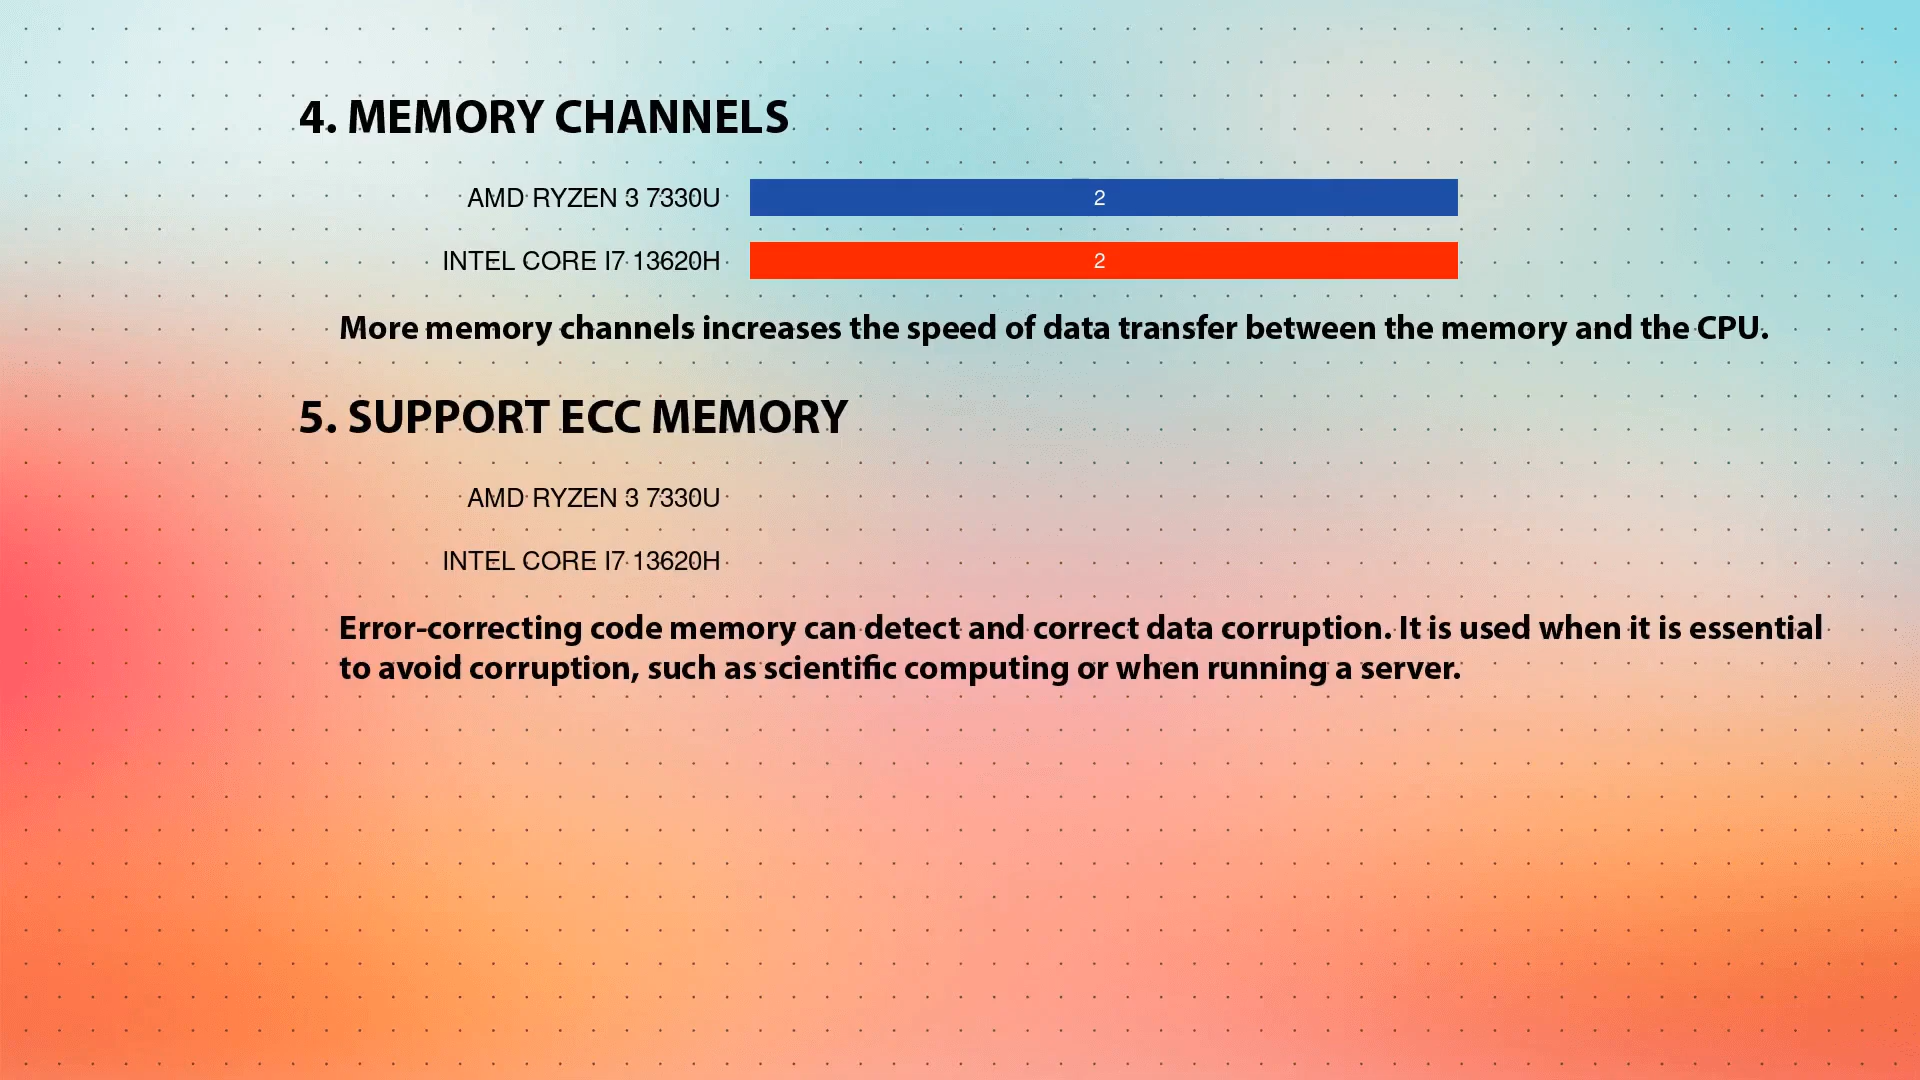 4. MEMORY CHANNELS
AMD RYZEN 3 7330U 2
INTEL CORE I7 13620H 2
More memory channels increases the speed of data transfer between the memory and the CPU.
5. SUPPORT ECC MEMORY
AMD RYZEN 3 7330U
INTEL CORE I7 13620H
Error-correcting code memory can detect and correct data corruption. It is used when it is essential
to avoid corruption, such as scientific computing or when running a server.